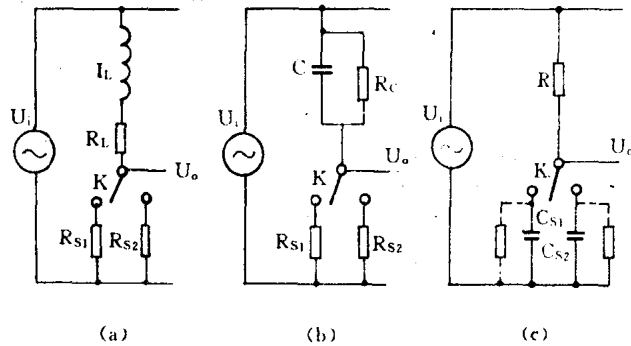 I_L
U_i
R_L
K
U_o
R_S1
R_S2
(a)
C
R_C
U_i
U_o
K
R_S1
R_S2
(b)
R
U_i
U_o
K.
C_S1
C_S2
(c)